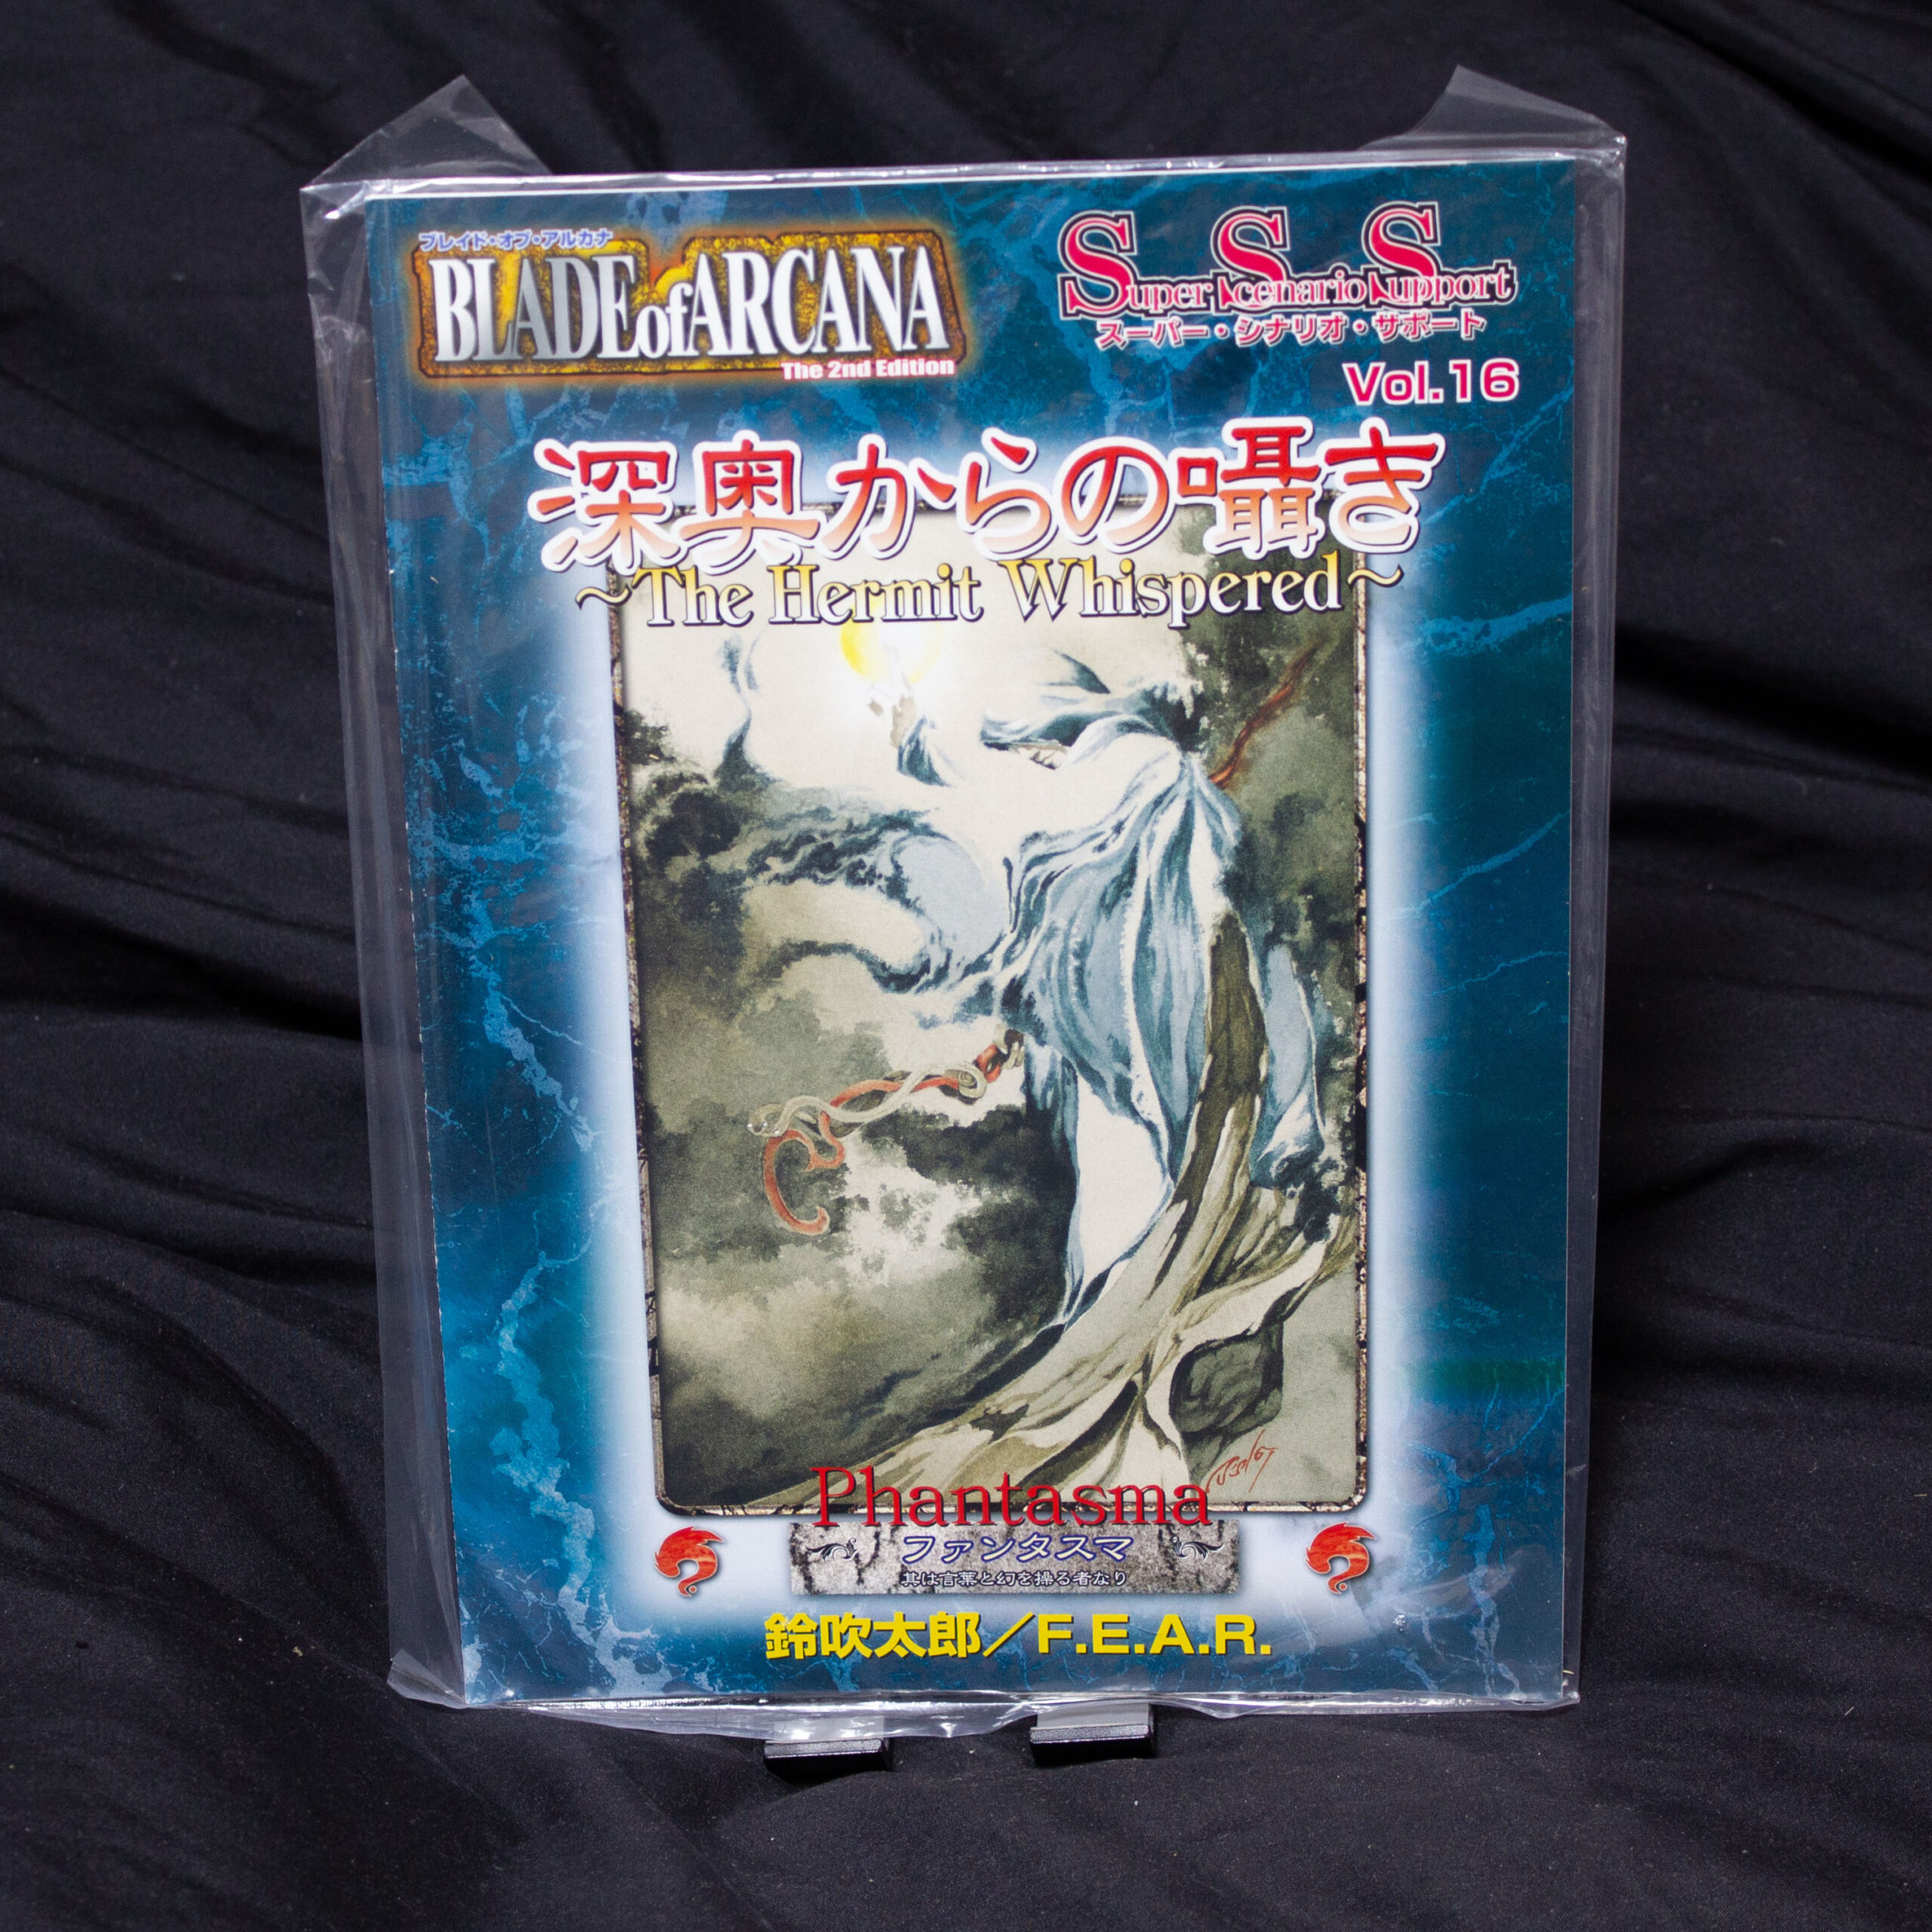 ブレイド・オブ・アルカナ
BLADE of ARCANA
The 2nd Edition
Super Scenario Support
スーパー・シナリオ・サポート
Vol.16
深奥からの囁き
～The Hermit Whispered～
Phantasma
ファンタスマ
其は言葉と幻を操る者なり
鈴吹太郎／F.E.A.R.